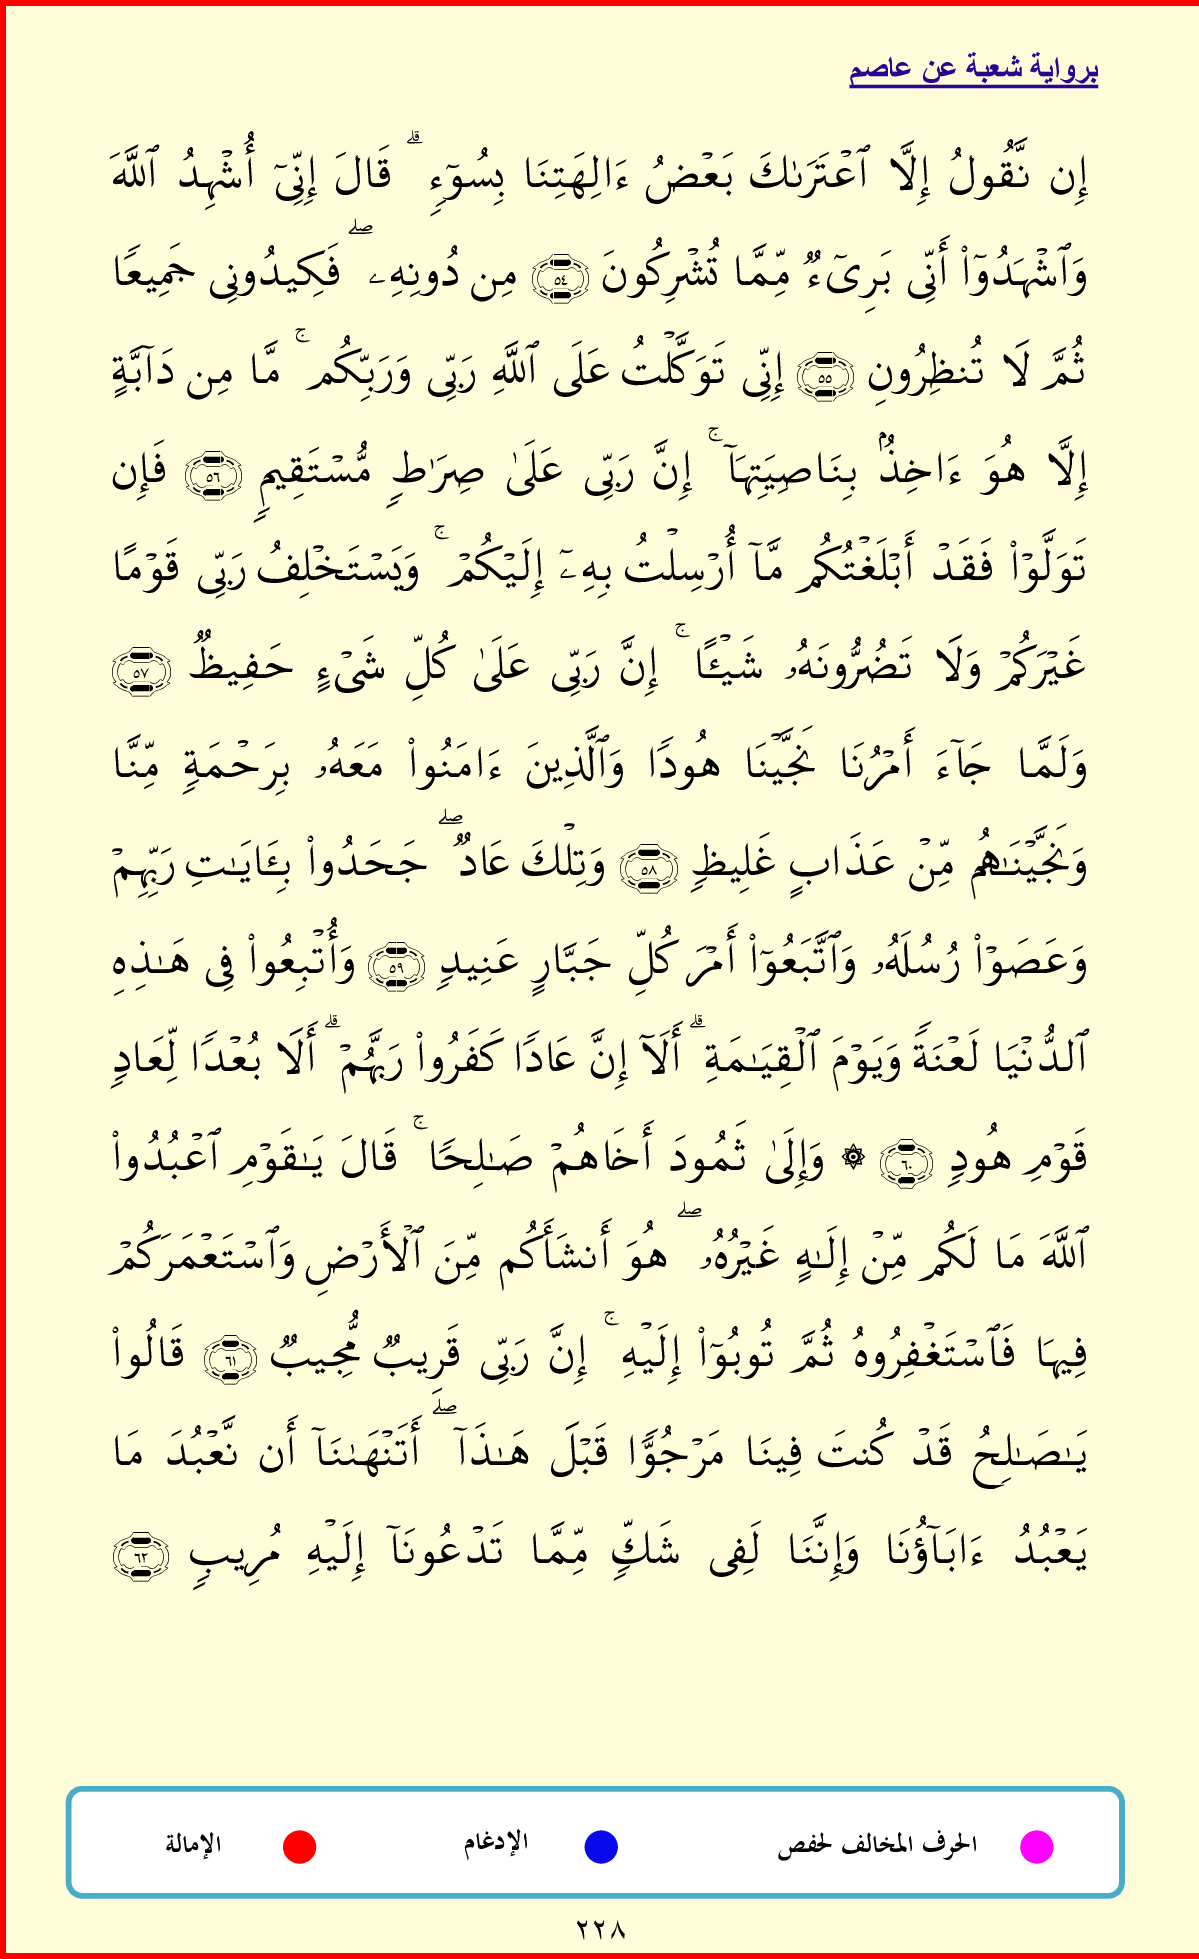 برواية شعبة عن عاصم
إِن نَّقُولُ إِلَّا ٱعْتَرَىٰكَ بَعْضُ ءَالِهَتِنَا بِسُوٓءٍۗ قَالَ إِنِّىٓ أُشْهِدُ ٱللَّهَ
وَٱشْهَدُوٓا۟ أَنِّى بَرِىٓءٌ مِّمَّا تُشْرِكُونَ ٥٤ مِن دُونِهِۦۖ فَكِيدُونِى جَمِيعًا
ثُمَّ لَا تُنظِرُونِ ٥٥ إِنِّى تَوَكَّلْتُ عَلَى ٱللَّهِ رَبِّى وَرَبِّكُمۚ مَّا مِن دَآبَّةٍ
إِلَّا هُوَ ءَاخِذٌۢ بِنَاصِيَتِهَآۚ إِنَّ رَبِّى عَلَىٰ صِرَٰطٍ مُّسْتَقِيمٍ ٥٦ فَإِن
تَوَلَّوْا۟ فَقَدْ أَبْلَغْتُكُم مَّآ أُرْسِلْتُ بِهِۦٓ إِلَيْكُمْۚ وَيَسْتَخْلِفُ رَبِّى قَوْمًا
غَيْرَكُمْ وَلَا تَضُرُّونَهُۥ شَيْـًٔاۚ إِنَّ رَبِّى عَلَىٰ كُلِّ شَىْءٍ حَفِيظٌ ٥٧
وَلَمَّا جَآءَ أَمْرُنَا نَجَّيْنَا هُودًا وَٱلَّذِينَ ءَامَنُوا۟ مَعَهُۥ بِرَحْمَةٍ مِّنَّا
وَنَجَّيْنَـٰهُم مِّنْ عَذَابٍ غَلِيظٍ ٥٨ وَتِلْكَ عَادٌۖ جَحَدُوا۟ بِـَٔايَـٰتِ رَبِّهِمْ
وَعَصَوْا۟ رُسُلَهُۥ وَٱتَّبَعُوٓا۟ أَمْرَ كُلِّ جَبَّارٍ عَنِيدٍ ٥٩ وَأُتْبِعُوا۟ فِى هَـٰذِهِ
ٱلدُّنْيَا لَعْنَةً وَيَوْمَ ٱلْقِيَـٰمَةِۗ أَلَآ إِنَّ عَادًا كَفَرُوا۟ رَبَّهُمْۗ أَلَا بُعْدًا لِّعَادٍ
قَوْمِ هُودٍ ٦٠ ۞ وَإِلَىٰ ثَمُودَ أَخَاهُمْ صَـٰلِحًاۚ قَالَ يَـٰقَوْمِ ٱعْبُدُوا۟
ٱللَّهَ مَا لَكُم مِّنْ إِلَـٰهٍ غَيْرُهُۥۖ هُوَ أَنشَأَكُم مِّنَ ٱلْأَرْضِ وَٱسْتَعْمَرَكُمْ
فِيهَا فَٱسْتَغْفِرُوهُ ثُمَّ تُوبُوٓا۟ إِلَيْهِۚ إِنَّ رَبِّى قَرِيبٌ مُّجِيبٌ ٦١ قَالُوا۟
يَـٰصَـٰلِحُ قَدْ كُنتَ فِينَا مَرْجُوًّا قَبْلَ هَـٰذَآۖ أَتَنْهَىٰنَآ أَن نَّعْبُدَ مَا
يَعْبُدُ ءَابَآؤُنَا وَإِنَّنَا لَفِى شَكٍّ مِّمَّا تَدْعُونَآ إِلَيْهِ مُرِيبٍ ٦٢
الحرف المخالف لحفص الإدغام الإمالة
٢٢٨